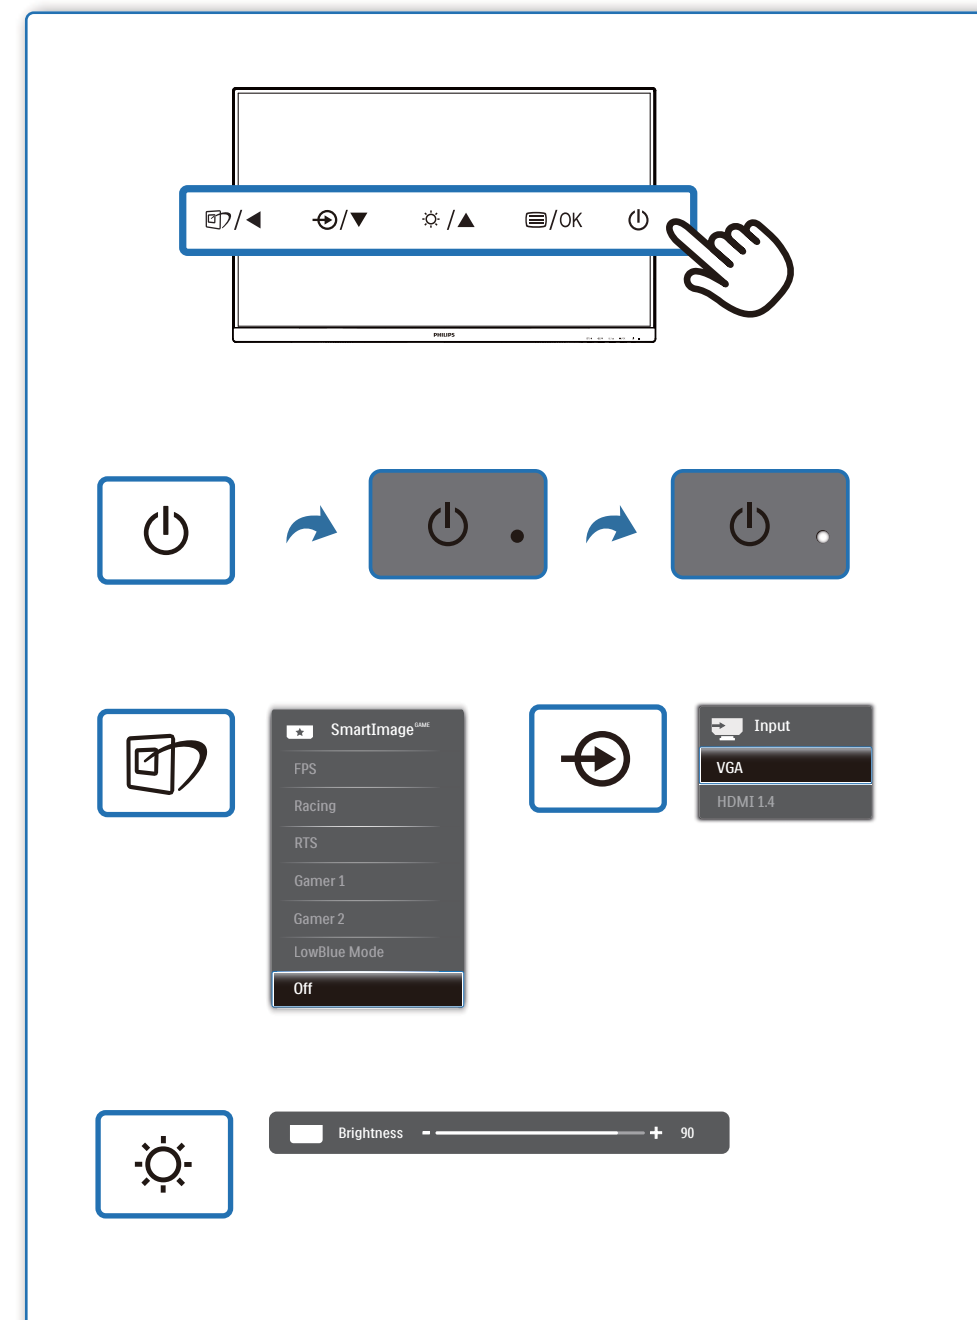 /OK
PHILIPS
SmartImage GAME
FPS
Racing
RTS
Gamer 1
Gamer 2
LowBlue Mode
Off
Input
VGA
HDMI 1.4
Brightness - + 90